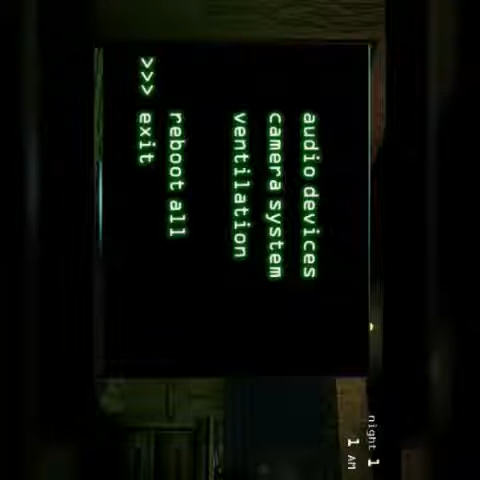 audio devices
camera system
ventilation
reboot all
>>> exit
night 1
1 AM